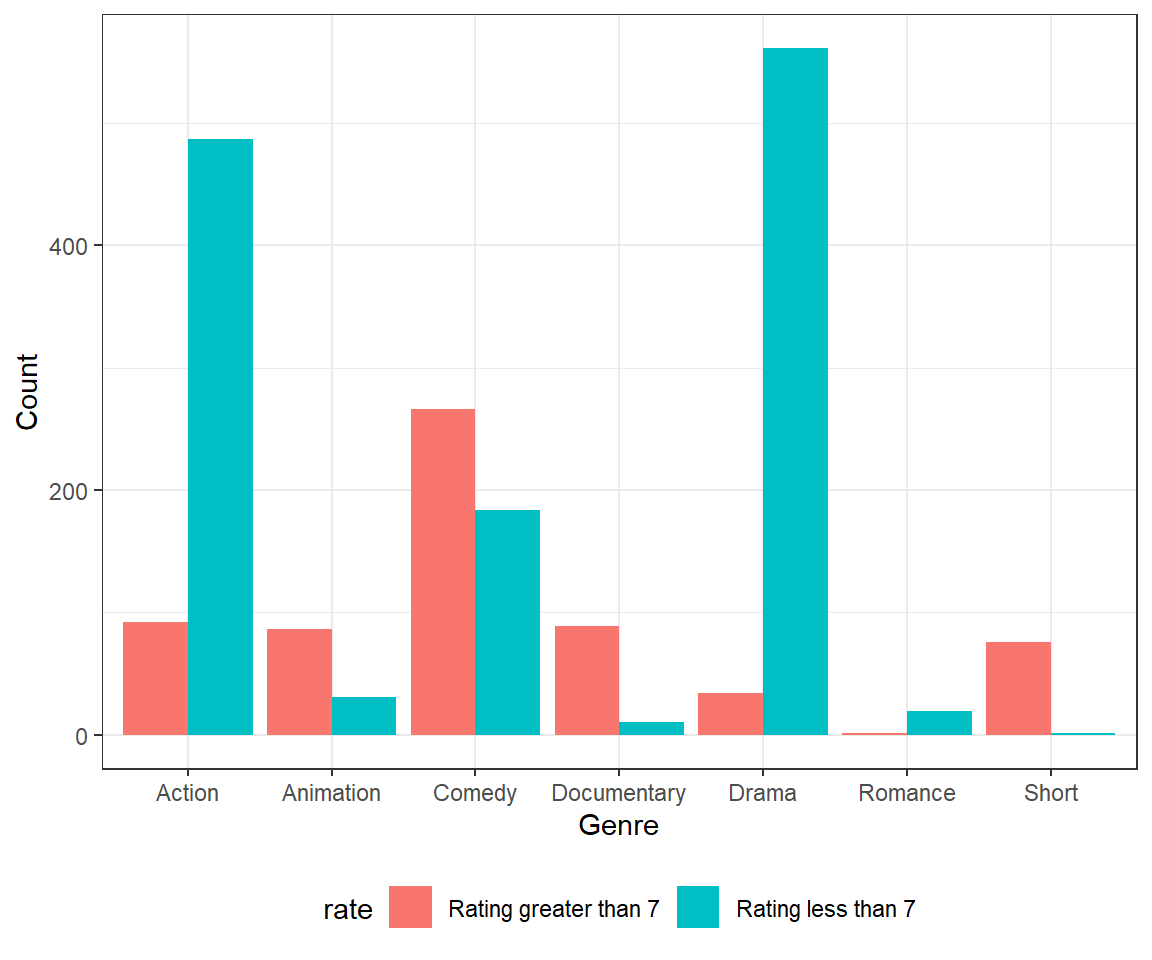 400
200
0
Count
Action Animation Comedy Documentary Drama Romance Short
Genre
rate Rating greater than 7 Rating less than 7